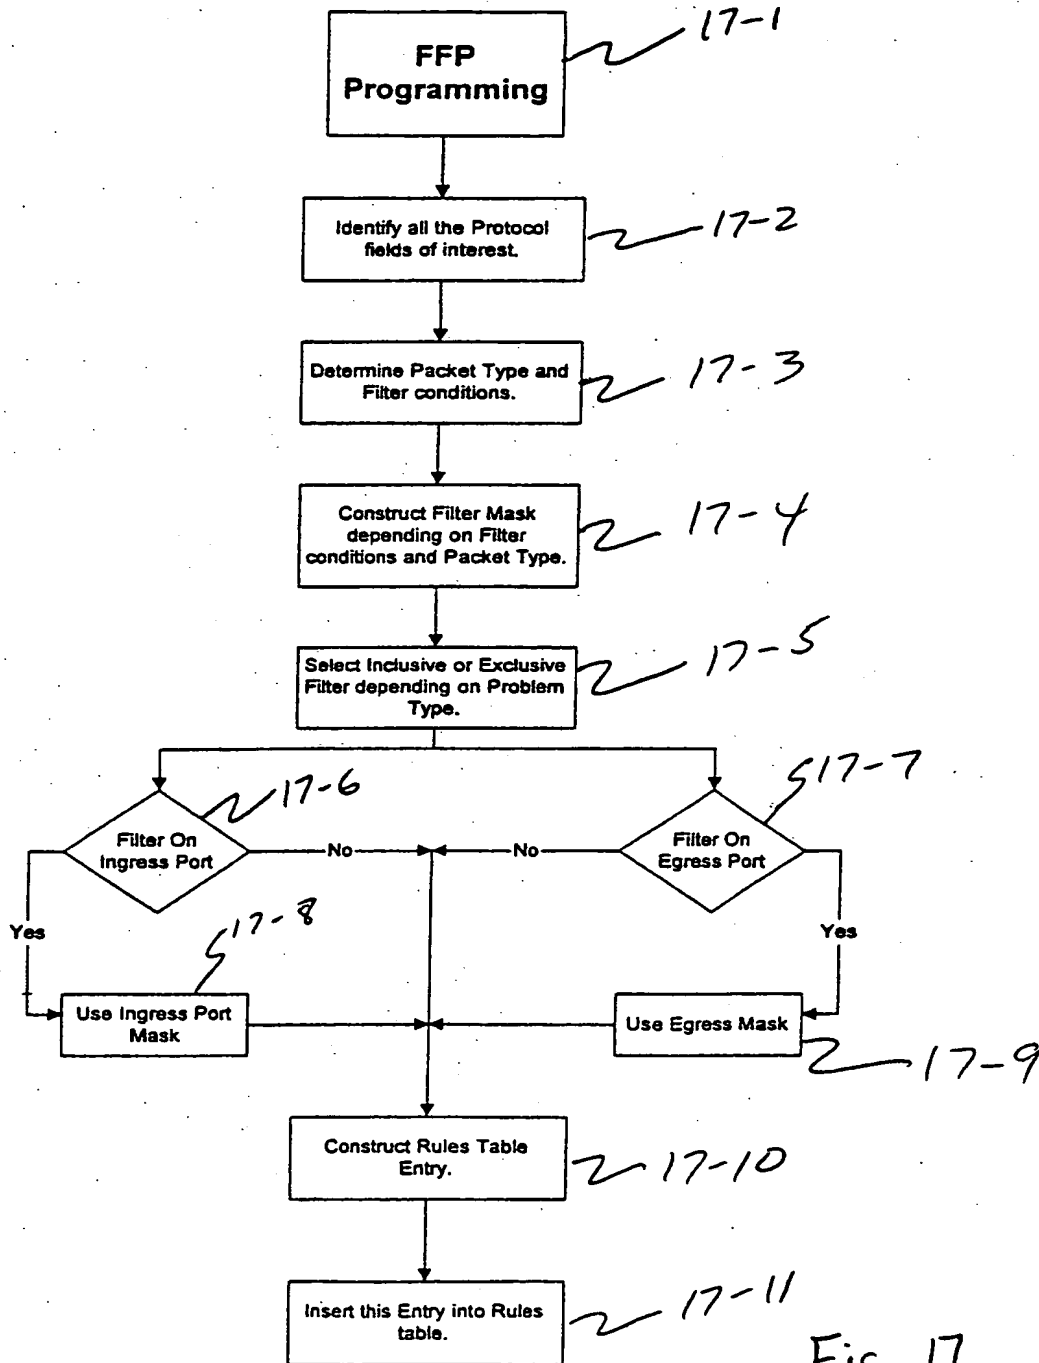 FFP
Programming
17-1
Identify all the Protocol
fields of interest.
17-2
Determine Packet Type and
Filter conditions.
17-3
Construct Filter Mask
depending on Filter
conditions and Packet Type.
17-4
Select Inclusive or Exclusive
Filter depending on Problem
Type.
17-5
17-6
17-7
Filter On
Ingress Port
No
No
Filter On
Egress Port
Yes
17-8
Yes
Use Ingress Port
Mask
Use Egress Mask
17-9
Construct Rules Table
Entry.
17-10
Insert this Entry into Rules
table.
17-11
Fig. 17